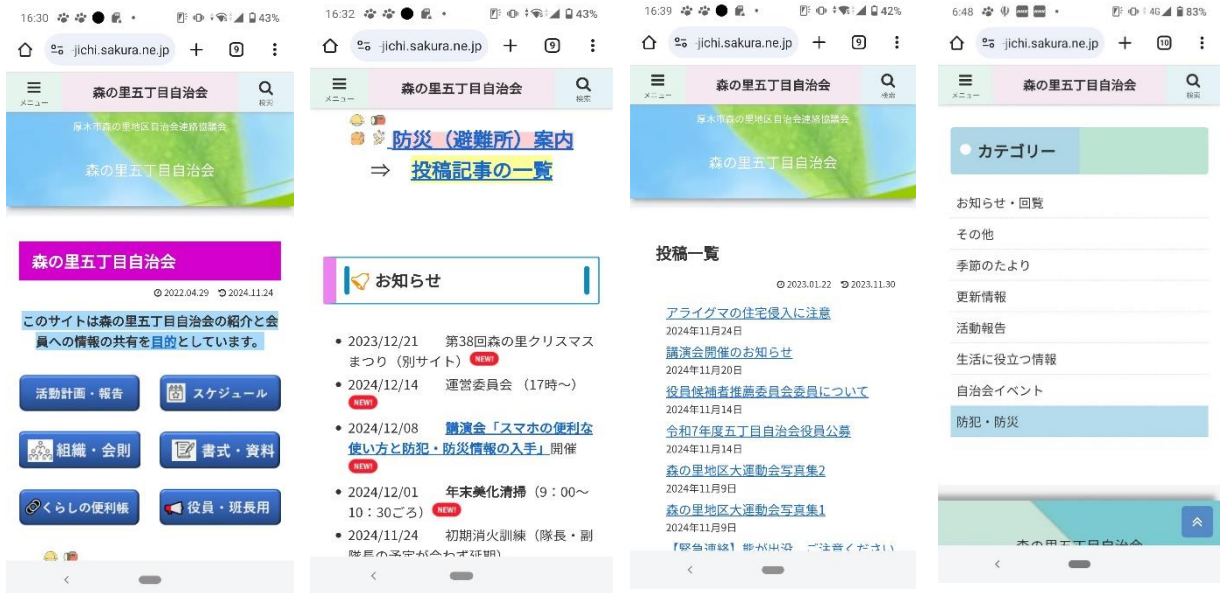 16:30
43%
jichi.sakura.ne.jp
9
メニュー
森の里五丁目自治会
検索
厚木市森の里地区自治会連絡協議会
森の里五丁目自治会
森の里五丁目自治会
2022.04.29 2024.11.24
このサイトは森の里五丁目自治会の紹介と会
員への情報の共有を目的としています。
活動計画・報告
スケジュール
組織・会則
書式・資料
くらしの便利帳
役員・班長用
16:32
43%
jichi.sakura.ne.jp
9
メニュー
森の里五丁目自治会
検索
防災（避難所）案内
⇒ 投稿記事の一覧
お知らせ
• 2023/12/21 第38回森の里クリスマス
まつり（別サイト） NEW!
• 2024/12/14 運営委員会（17時～）
NEW!
• 2024/12/08 講演会「スマホの便利な
使い方と防犯・防災情報の入手」開催
NEW!
• 2024/12/01 年末美化清掃（9：00～
10：30ごろ） NEW!
• 2024/11/24 初期消火訓練（隊長・副
隊長の予定が合わず延期）
16:39
42%
jichi.sakura.ne.jp
9
メニュー
森の里五丁目自治会
検索
厚木市森の里地区自治会連絡協議会
森の里五丁目自治会
投稿一覧
2023.01.22 2023.11.30
アライグマの住宅侵入に注意
2024年11月24日
講演会開催のお知らせ
2024年11月20日
役員候補者推薦委員会委員について
2024年11月14日
令和7年度五丁目自治会役員公募
2024年11月14日
森の里地区大運動会写真集2
2024年11月9日
森の里地区大運動会写真集1
2024年11月9日
【緊急連絡】熊が出没 ご注意ください
6:48
4G
83%
jichi.sakura.ne.jp
10
メニュー
森の里五丁目自治会
検索
カテゴリー
お知らせ・回覧
その他
季節のたより
更新情報
活動報告
生活に役立つ情報
自治会イベント
防犯・防災
森の里五丁目自治会